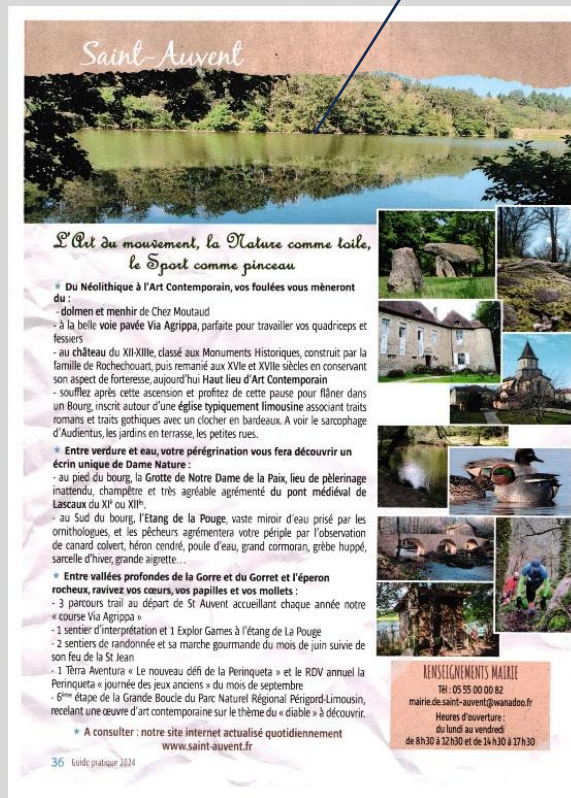 Saint-Auvent
L'Art du mouvement, la Nature comme toile,
le Sport comme pinceau
★ Du Néolithique à l'Art Contemporain, vos foulées vous mèneront
du :
- dolmen et menhir de Chez Moutaud
- à la belle voie pavée Via Agrippa, parfaite pour travailler vos quadriceps et
fessiers
- au château du XII-XIIIe, classé aux Monuments Historiques, construit par la
famille de Rochechouart, puis remanié aux XVIe et XVIIe siècles en conservant
son aspect de forteresse, aujourd'hui Haut lieu d'Art Contemporain
- soufflez après cette ascension et profitez de cette pause pour flâner dans
un Bourg, inscrit autour d'une église typiquement limousine associant traits
romans et traits gothiques avec un clocher en bardeaux. A voir le sarcophage
d'Audientus, les jardins en terrasse, les petites rues.
★ Entre verdure et eau, votre pérégrination vous fera découvrir un
écrin unique de Dame Nature :
- au pied du bourg, la Grotte de Notre Dame de la Paix, lieu de pèlerinage
inattendu, champêtre et très agréable agrémenté du pont médiéval de
Lascaux du XIe ou XIIe.
- au Sud du bourg, l'Etang de la Pouge, vaste miroir d'eau prisé par les
ornithologues, et les pêcheurs agrémentera votre périple par l'observation
de canard colvert, héron cendré, poule d'eau, grand cormoran, grèbe huppé,
sarcelle d'hiver, grande aigrette...
★ Entre vallées profondes de la Gorre et du Gorret et l'éperon
rocheux, ravivez vos cœurs, vos papilles et vos mollets :
- 3 parcours trail au départ de St Auvent accueillant chaque année notre
« course Via Agrippa »
- 1 sentier d'interprétation et 1 Explor Games à l'étang de La Pouge
- 2 sentiers de randonnée et sa marche gourmande du mois de juin suivie de
son feu de la St Jean
- 1 Tèrra Aventura « Le nouveau défi de la Perinqueta » et le RDV annuel la
Perinqueta « journée des jeux anciens » du mois de septembre
- 6ème étape de la Grande Boucle du Parc Naturel Régional Périgord-Limousin,
recelant une œuvre d'art contemporaine sur le thème du « diable » à découvrir.
★ A consulter : notre site internet actualisé quotidiennement
www.saint-auvent.fr
RENSEIGNEMENTS MAIRIE
Tél : 05 55 00 00 82
mairie.de.saint-auvent@wanadoo.fr
Heures d'ouverture :
du lundi au vendredi
de 8h30 à 12h30 et de 14h30 à 17h30
36 Guide pratique 2024